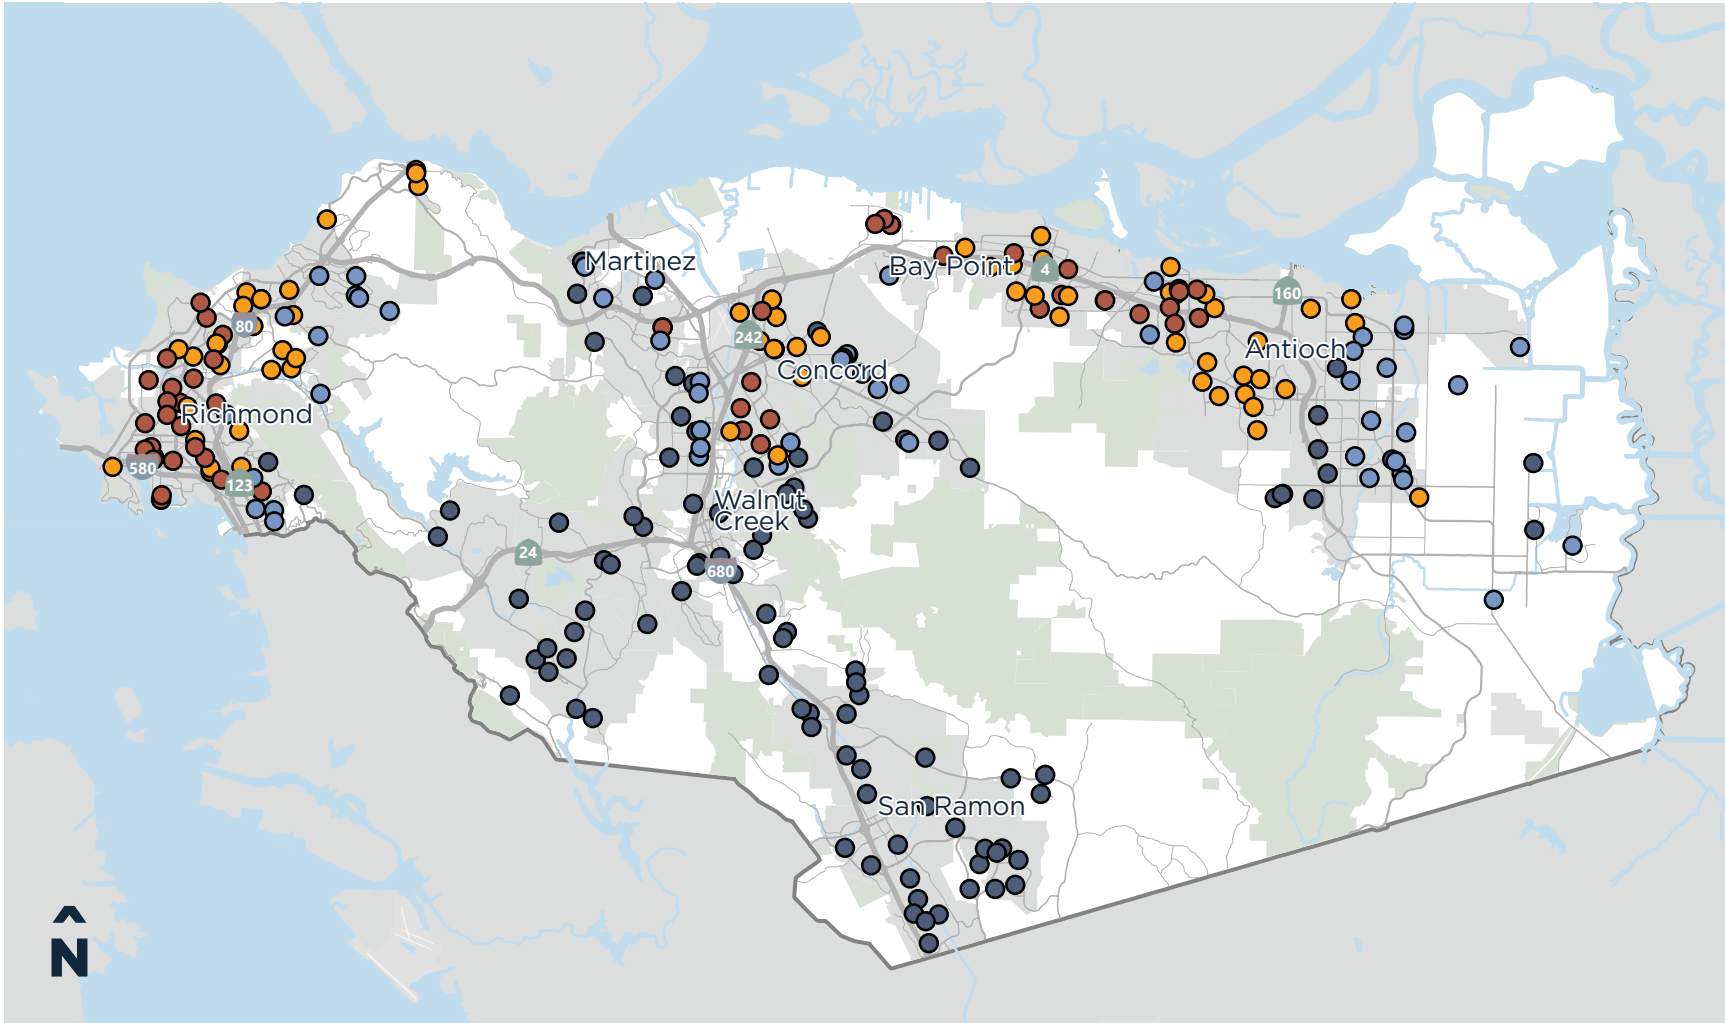 Martinez
Bay Point
4
160
80
242
Antioch
Concord
Richmond
580
123
Walnut
Creek
24
680
San Ramon
N